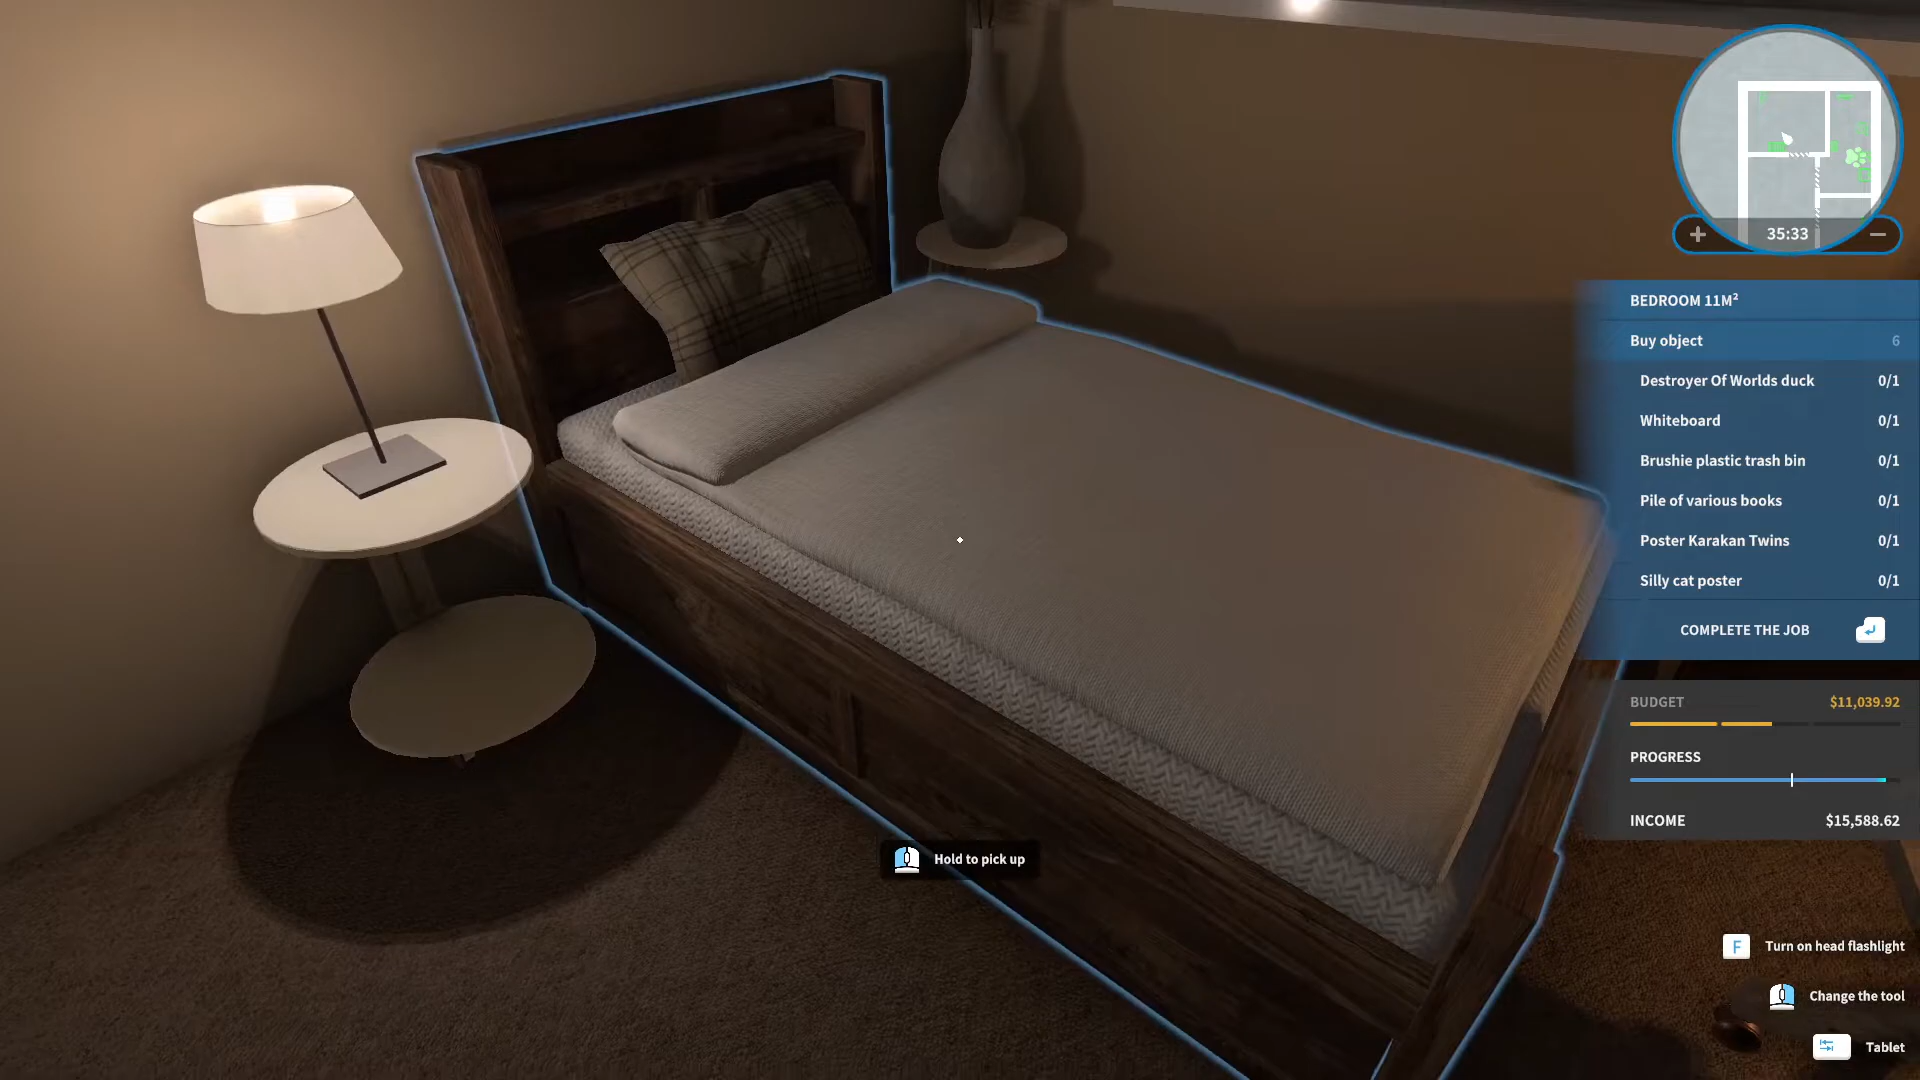 35:33
BEDROOM 11M²
Buy object 6
Destroyer Of Worlds duck 0/1
Whiteboard 0/1
Brushie plastic trash bin 0/1
Pile of various books 0/1
Poster Karakan Twins 0/1
Silly cat poster 0/1
COMPLETE THE JOB
BUDGET $11,039.92
PROGRESS
INCOME $15,588.62
Hold to pick up
F Turn on head flashlight
Change the tool
Tablet